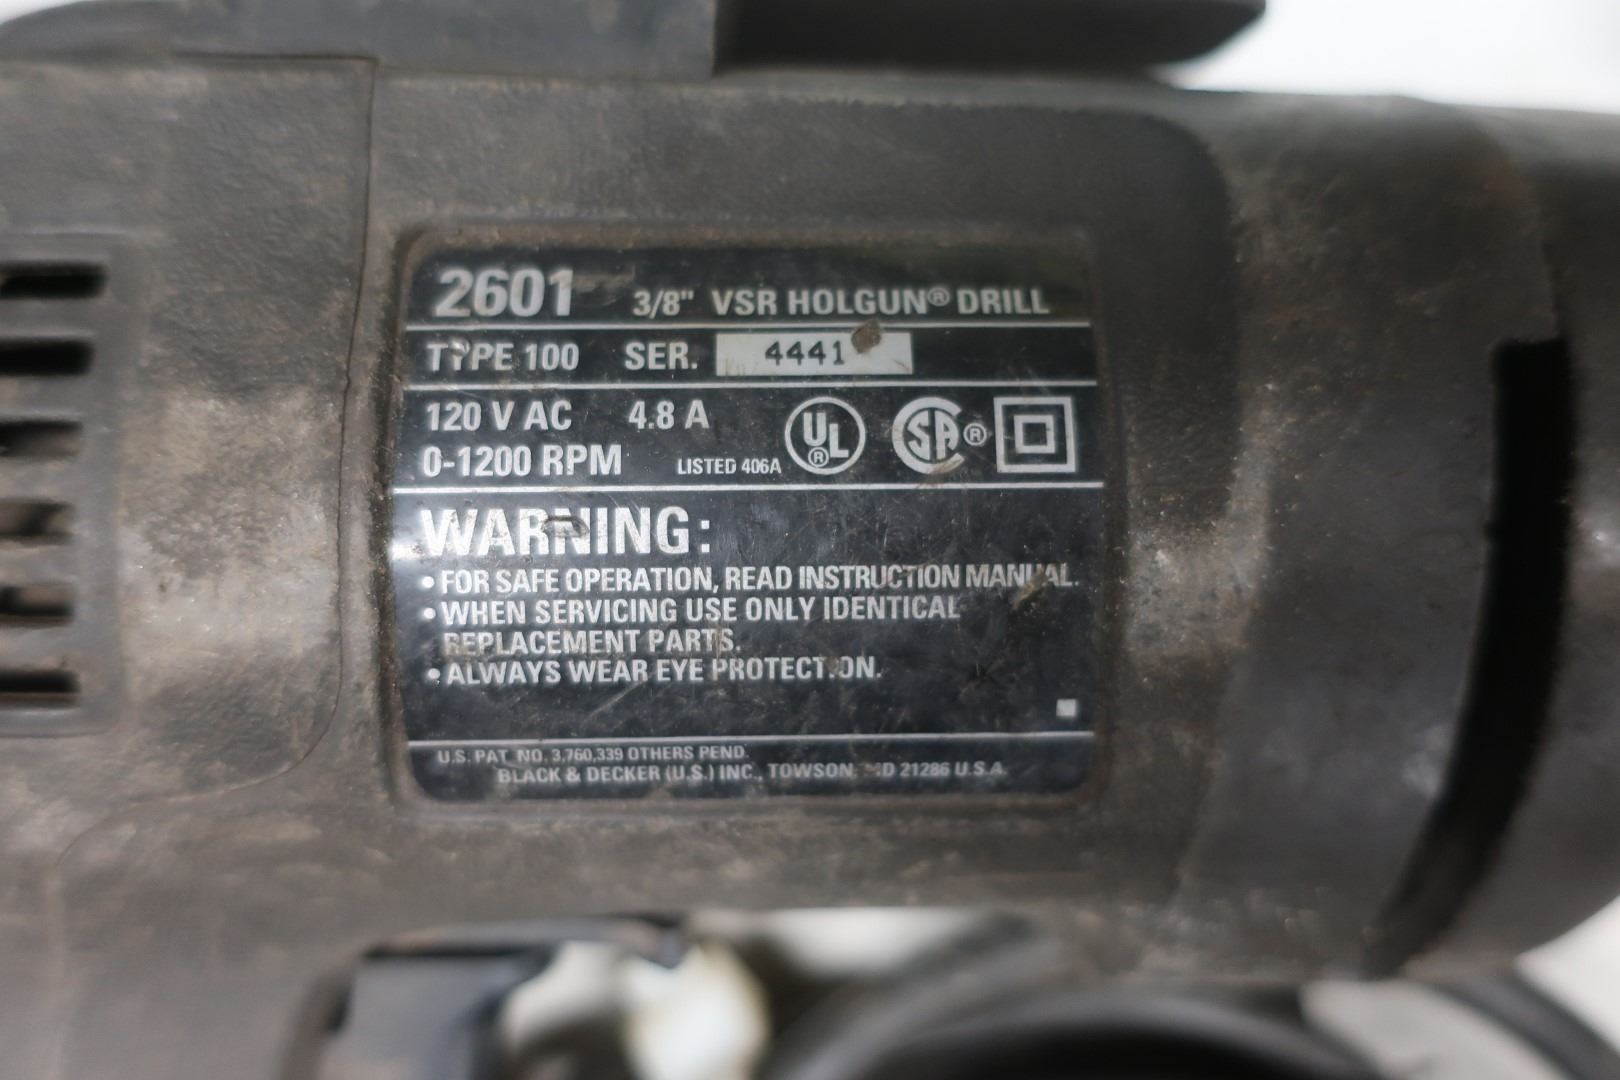 2601 3/8" VSR HOLGUN® DRILL
TYPE 100 SER. 4441
120 V AC 4.8 A
0-1200 RPM LISTED 406A UL® SA®
WARNING:
• FOR SAFE OPERATION, READ INSTRUCTION MANUAL.
• WHEN SERVICING USE ONLY IDENTICAL
REPLACEMENT PARTS.
• ALWAYS WEAR EYE PROTECTION.
U.S. PAT. NO. 3,760,339 OTHERS PEND.
BLACK & DECKER (U.S.) INC., TOWSON, MD 21286 U.S.A.